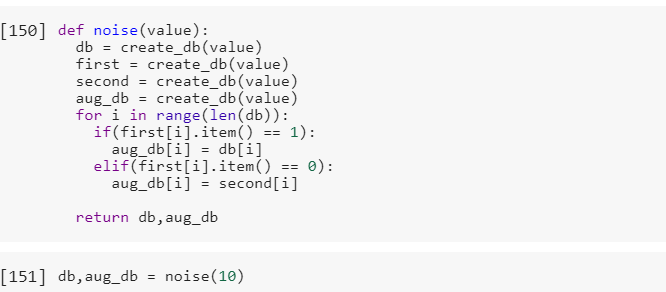 [150] def noise(value):
db = create_db(value)
first = create_db(value)
second = create_db(value)
aug_db = create_db(value)
for i in range(len(db)):
if(first[i].item() == 1):
aug_db[i] = db[i]
elif(first[i].item() == 0):
aug_db[i] = second[i]
return db,aug_db
[151] db,aug_db = noise(10)